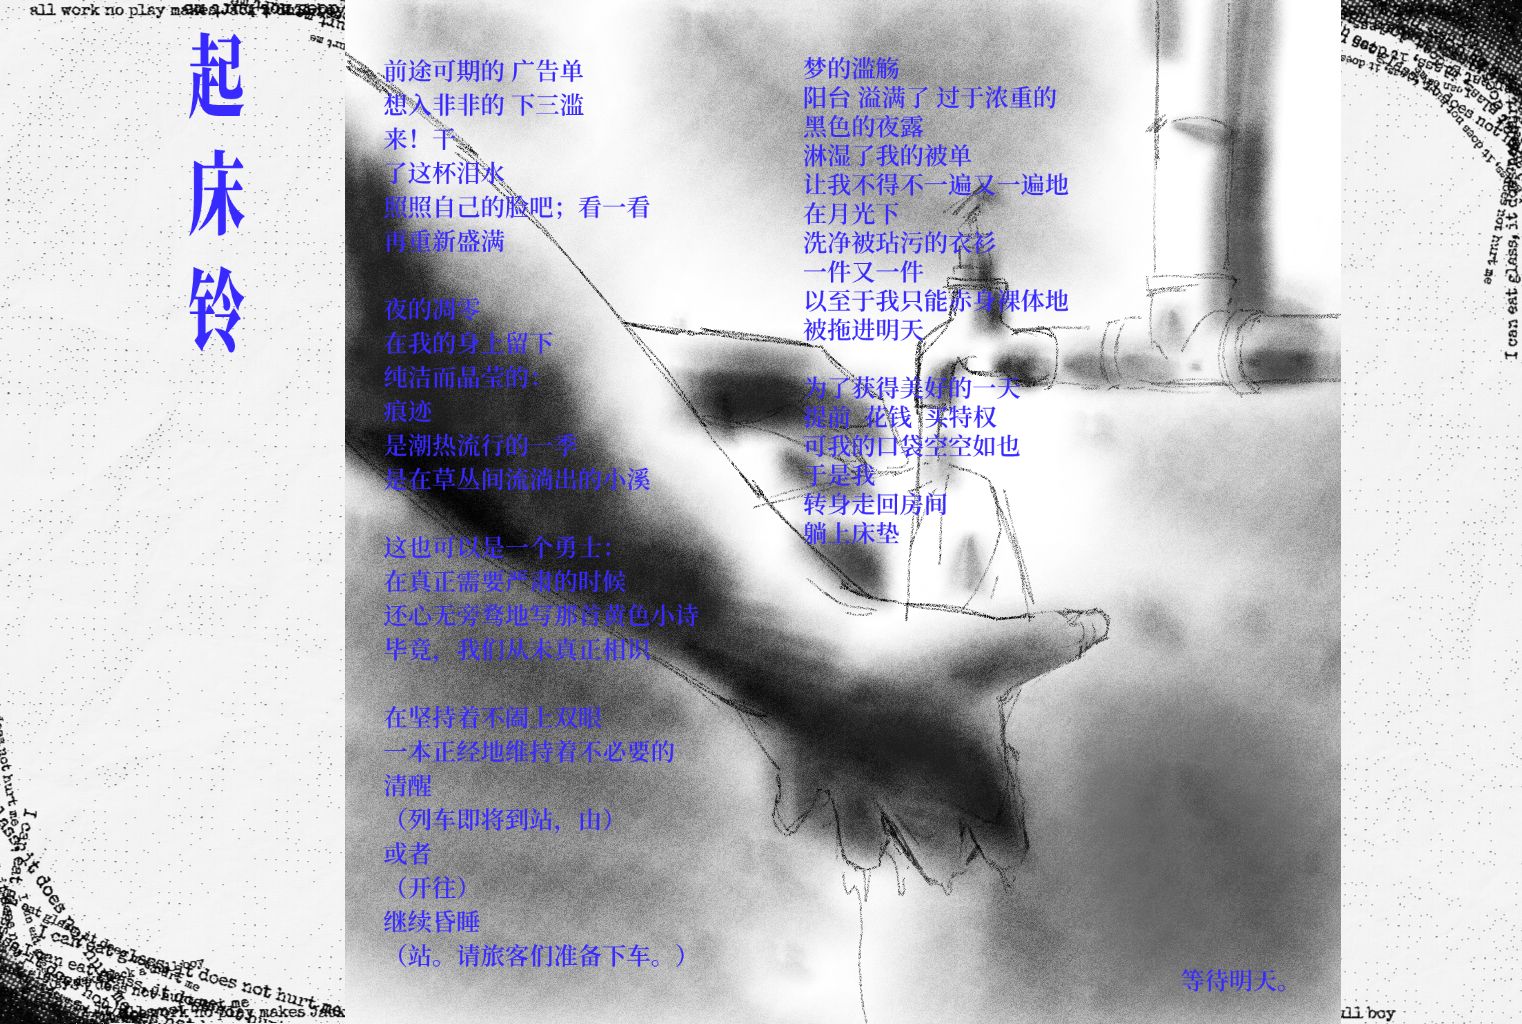 all work no play makes
起床铃
前途可期的 广告单
想入非非的 下三滥
来！干
了这杯泪水
照照自己的脸吧；看一看
再重新盛满
夜的凋零
在我的身上留下
纯洁而晶莹的：
痕迹
是潮热流行的一季
是在草丛间流淌出的小溪
这也可以是一个勇士：
在真正需要严肃的时候
还心无旁骛地写那首黄色小诗
毕竟，我们从未真正相识
在坚持着不阖上双眼
一本正经地维持着不必要的
清醒
（列车即将到站，由）
或者
（开往）
继续昏睡
（站。请旅客们准备下车。）
梦的滥觞
阳台 溢满了 过于浓重的
黑色的夜露
淋湿了我的被单
让我不得不一遍又一遍地
在月光下
洗净被玷污的衣衫
一件又一件
以至于我只能赤身裸体地
被拖进明天
为了获得美好的一天
提前 花钱 买特权
可我的口袋空空如也
于是我
转身走回房间
躺上床垫
等待明天。
I can eat glass, it does not hurt me
I can eat glass, it does not hurt me